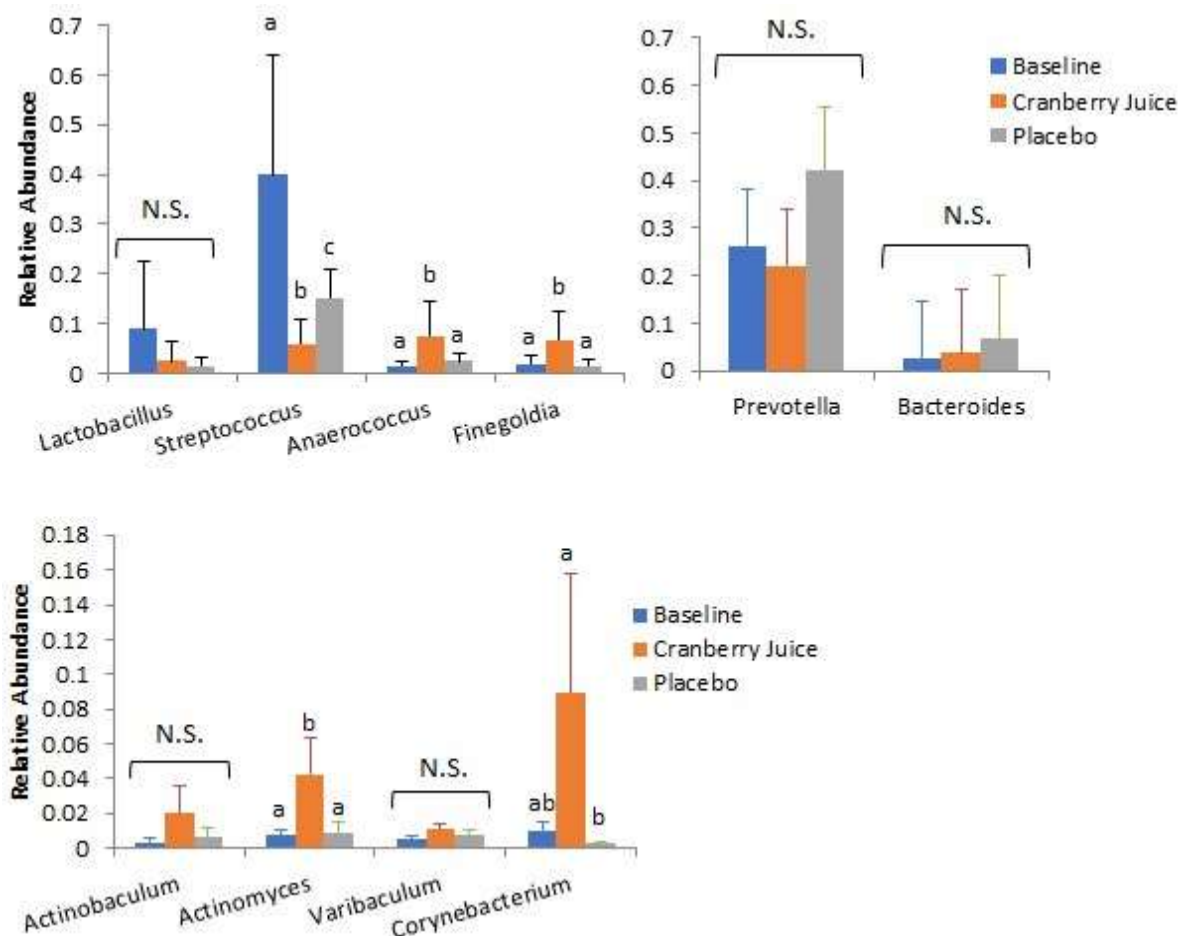 Relative Abundance
0.7
0.6
0.5
0.4
0.3
0.2
0.1
0
N.S.
a
b
c
a
b
a
a
b
a
Lactobacillus
Streptococcus
Anaerococcus
Finegoldia
0.7
0.6
0.5
0.4
0.3
0.2
0.1
0
N.S.
N.S.
Prevotella
Bacteroides
Baseline
Cranberry Juice
Placebo
Relative Abundance
0.18
0.16
0.14
0.12
0.1
0.08
0.06
0.04
0.02
0
N.S.
a
b
a
N.S.
ab
a
b
Actinobaculum
Actinomyces
Varibaculum
Corynebacterium
Baseline
Cranberry Juice
Placebo